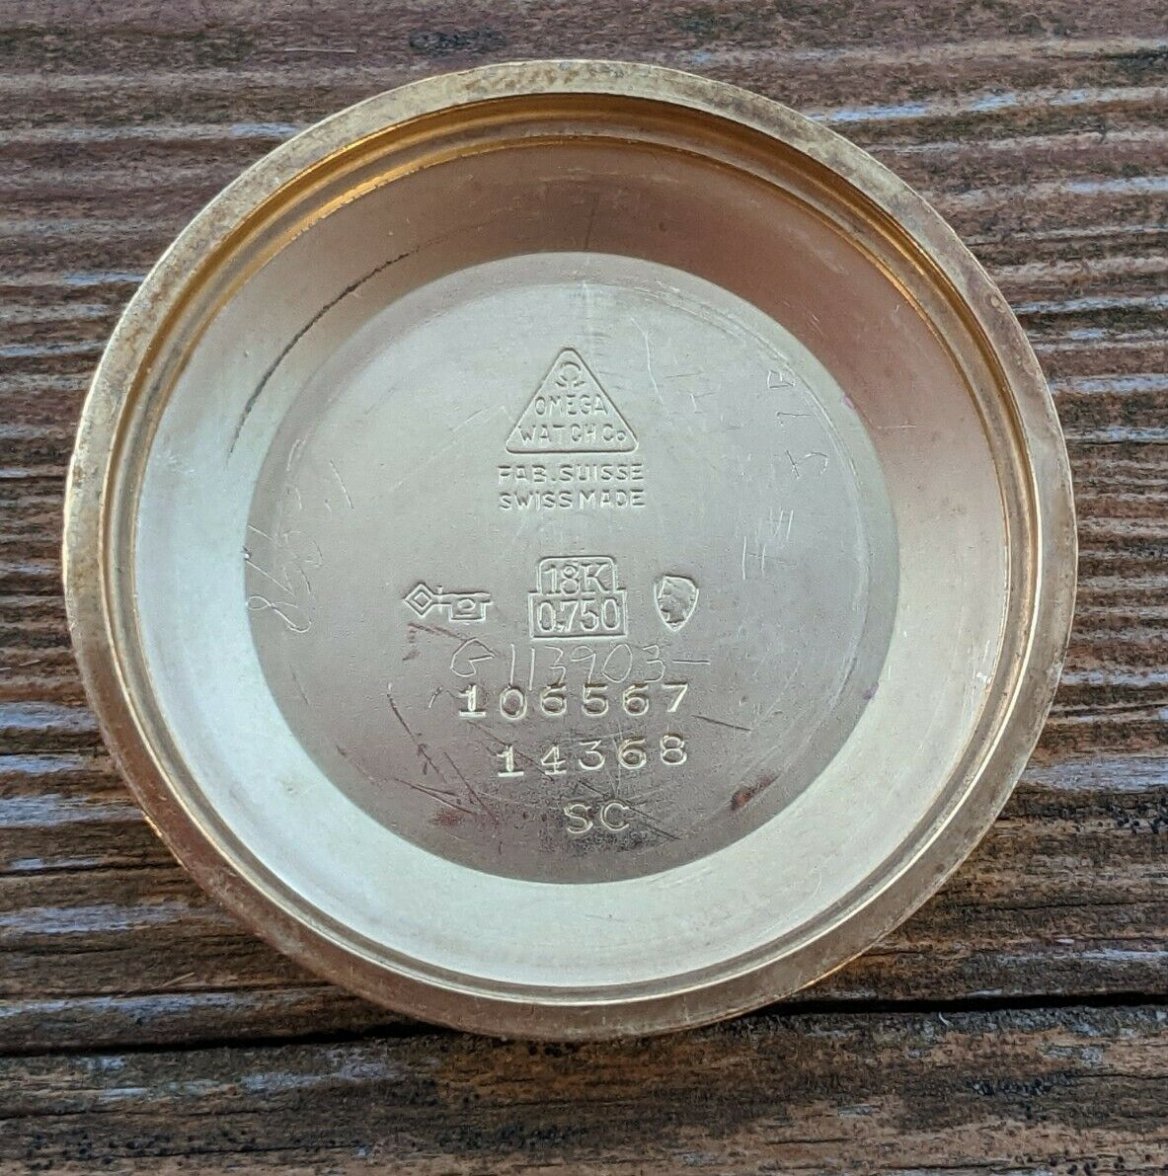 Ω
OMEGA
WATCH Co
FAB. SUISSE
SWISS MADE
18K
0.750
G113903-
106567
14368
SC